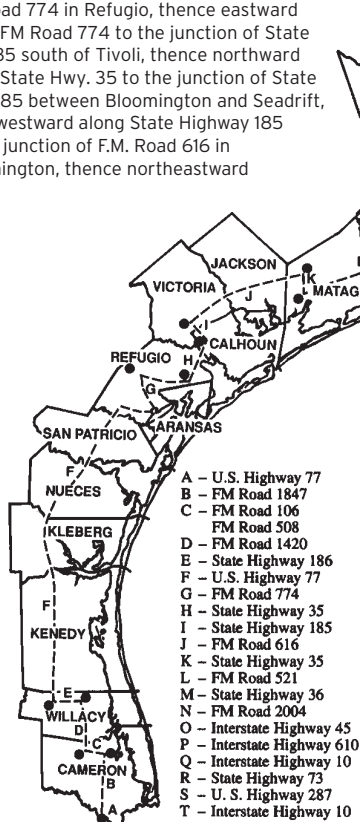 oad 774 in Refugio, thence eastward
FM Road 774 to the junction of State
35 south of Tivoli, thence northward
State Hwy. 35 to the junction of State
85 between Bloomington and Seadrift,
westward along State Highway 185
junction of F.M. Road 616 in
ington, thence northeastward
JACKSON
VICTORIA
K
J
L
MATAG
I
CALHOUN
REFUGIO
H
G
ARANSAS
SAN PATRICIO
F
NUECES
KLEBERG
F
KENEDY
E
WILLACY
D
C
CAMERON
B
A
A – U.S. Highway 77
B – FM Road 1847
C – FM Road 106
FM Road 508
D – FM Road 1420
E – State Highway 186
F – U.S. Highway 77
G – FM Road 774
H – State Highway 35
I – State Highway 185
J – FM Road 616
K – State Highway 35
L – FM Road 521
M – State Highway 36
N – FM Road 2004
O – Interstate Highway 45
P – Interstate Highway 610
Q – Interstate Highway 10
R – State Highway 73
S – U. S. Highway 287
T – Interstate Highway 10